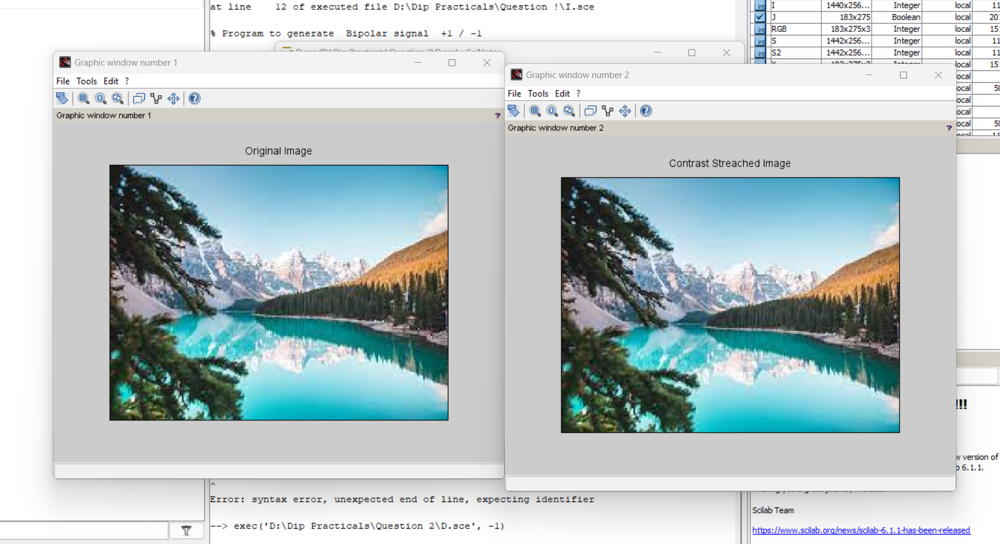 at line    12 of executed file D:\Dip Practicals\Question !\I.sce
% Program to generate  Bipolar signal  +1 / -1
Graphic window number 1
File Tools Edit ?
Graphic window number 1
?
Original Image
Graphic window number 2
File Tools Edit ?
Graphic window number 2
?
Contrast Streached Image
I 1440x256... Integer local 11
J 183x275 Boolean local 20
RGB 183x275x3 Integer local 15
S 1442x256... Integer local 11
S2 1442x256... Integer local 11
183x275x3 Integer local 15
ocal
ocal 50
ocal
ocal
ocal 50
!!!
version of
6.1.1.
Scilab Team
https://www.scilab.org/news/scilab-6.1.1-has-been-released
^
Error: syntax error, unexpected end of line, expecting identifier
--> exec('D:\Dip Practicals\Question 2\D.sce', -1)